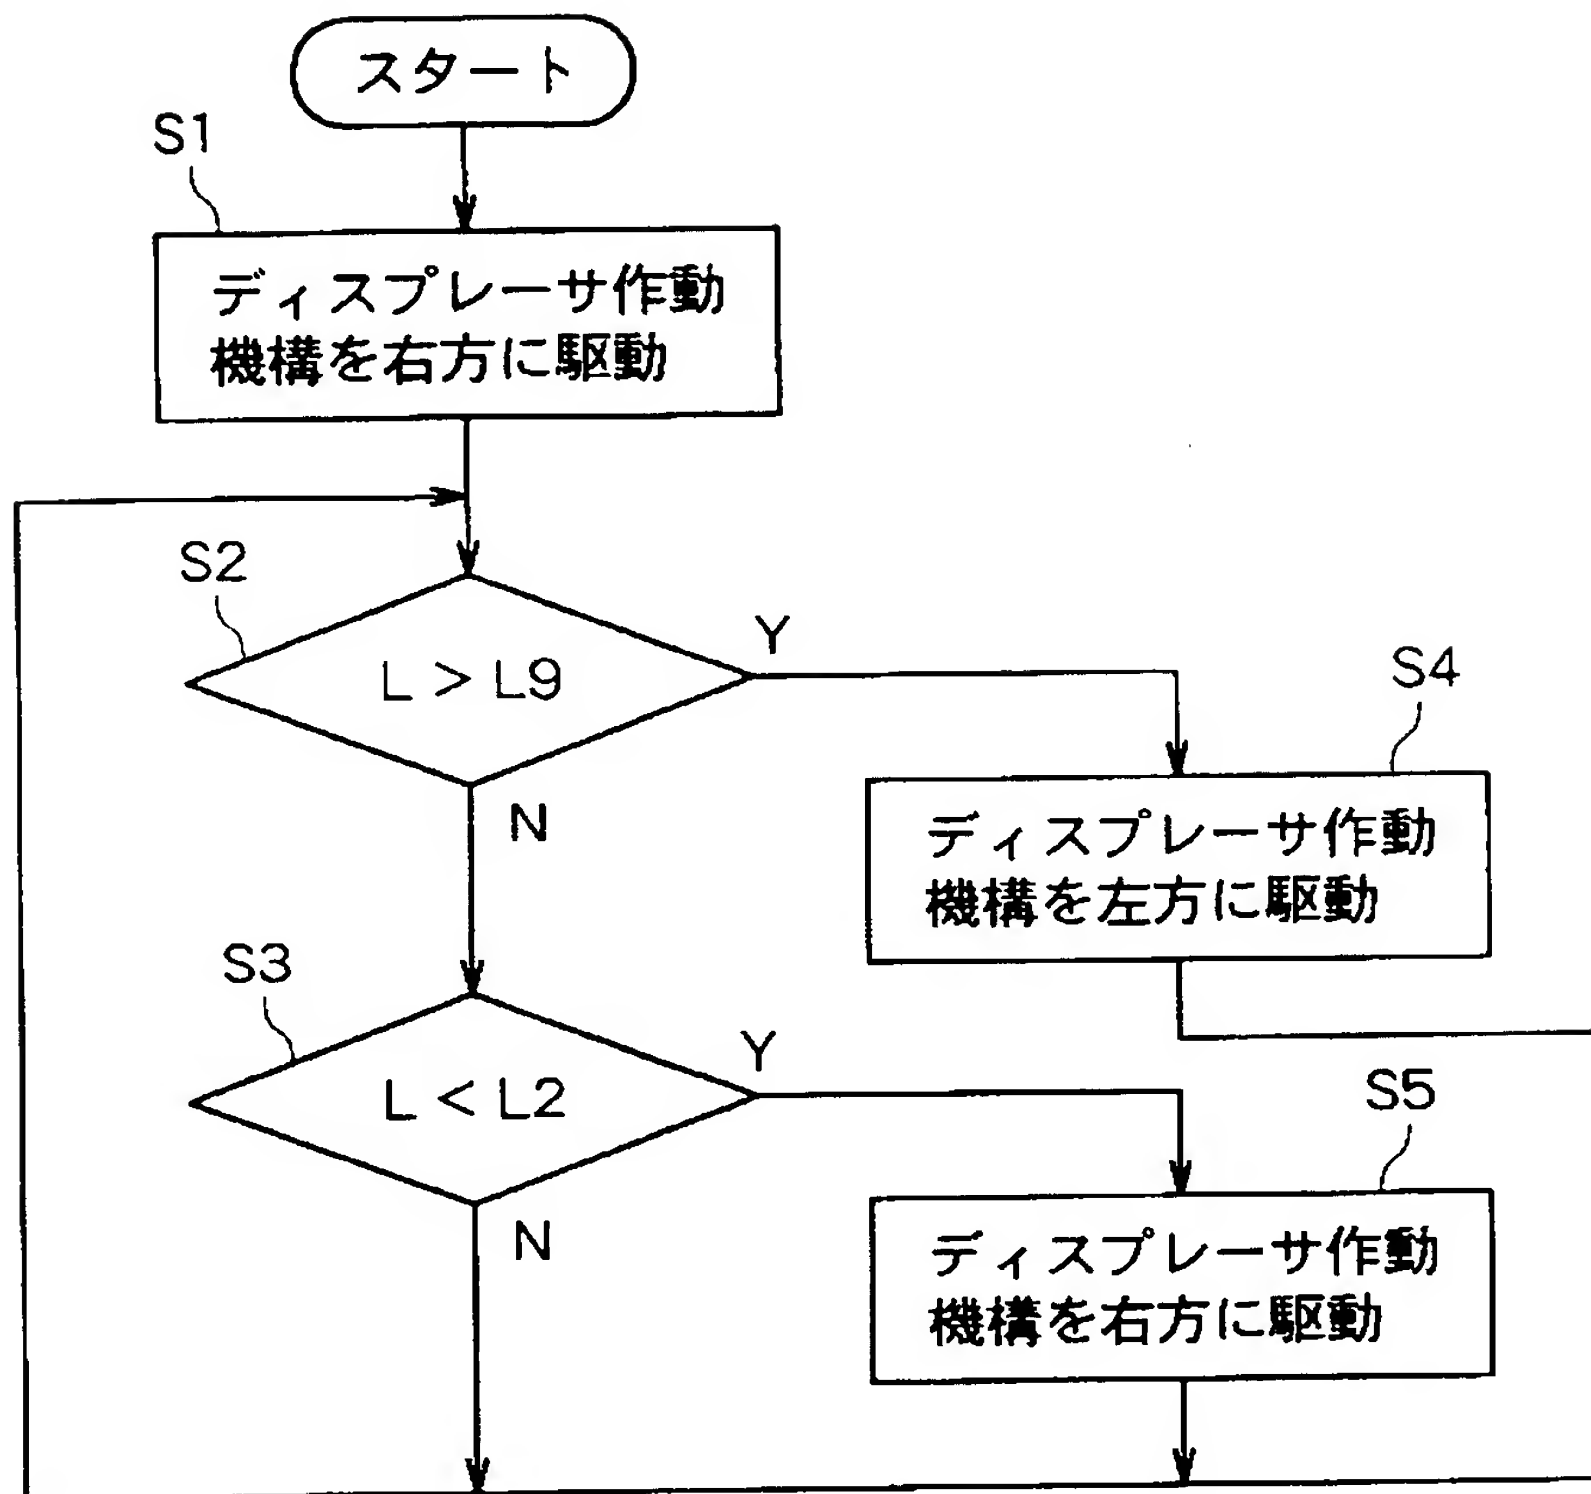 スタート
S1
ディスプレーサ作動
機構を右方に駆動
S2
L > L9
Y
N
S4
ディスプレーサ作動
機構を左方に駆動
S3
L < L2
Y
N
S5
ディスプレーサ作動
機構を右方に駆動